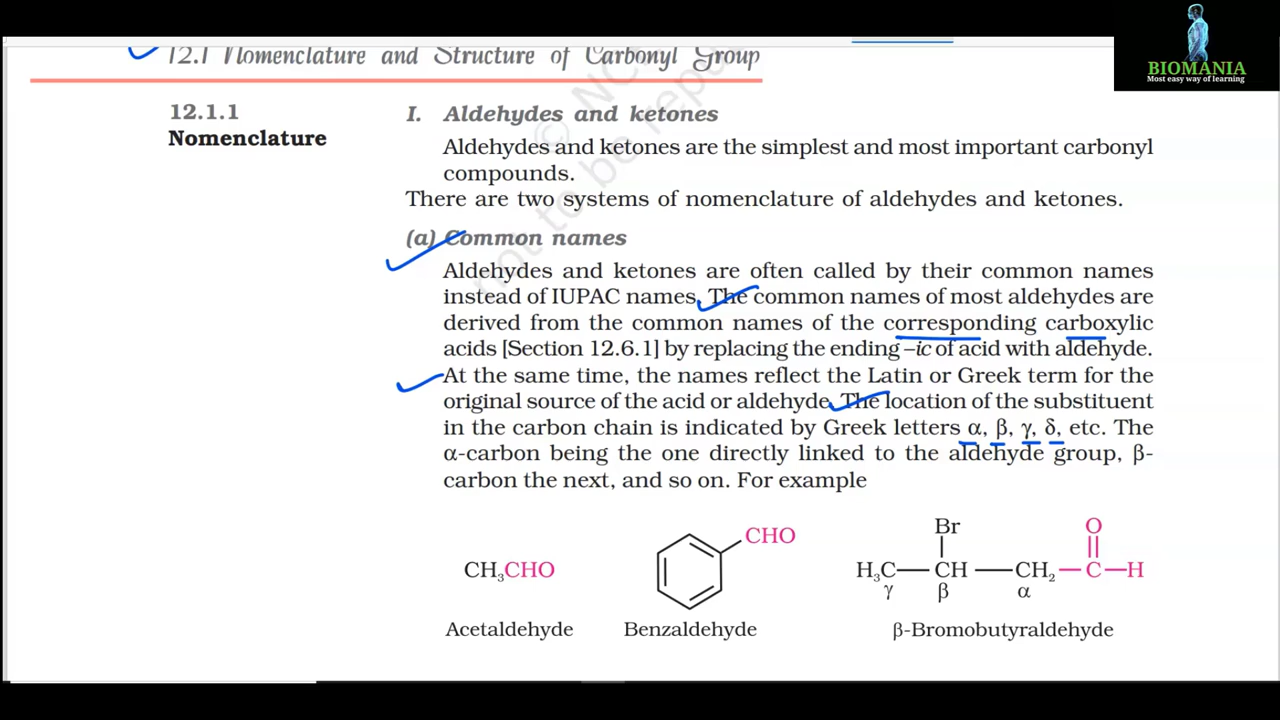 BIOMANIA
Most easy way of learning
12.1 Nomenclature and Structure of Carbonyl Group
12.1.1
Nomenclature
I. Aldehydes and ketones
Aldehydes and ketones are the simplest and most important carbonyl
compounds.
There are two systems of nomenclature of aldehydes and ketones.
(a) Common names
Aldehydes and ketones are often called by their common names
instead of IUPAC names. The common names of most aldehydes are
derived from the common names of the corresponding carboxylic
acids [Section 12.6.1] by replacing the ending –ic of acid with aldehyde.
At the same time, the names reflect the Latin or Greek term for the
original source of the acid or aldehyde. The location of the substituent
in the carbon chain is indicated by Greek letters α, β, γ, δ, etc. The
α-carbon being the one directly linked to the aldehyde group, β-
carbon the next, and so on. For example
CH₃CHO
CHO
Br
O
H₃C—CH—CH₂—C—H
γ β α
Acetaldehyde
Benzaldehyde
β-Bromobutyraldehyde
© NC
not to be repu